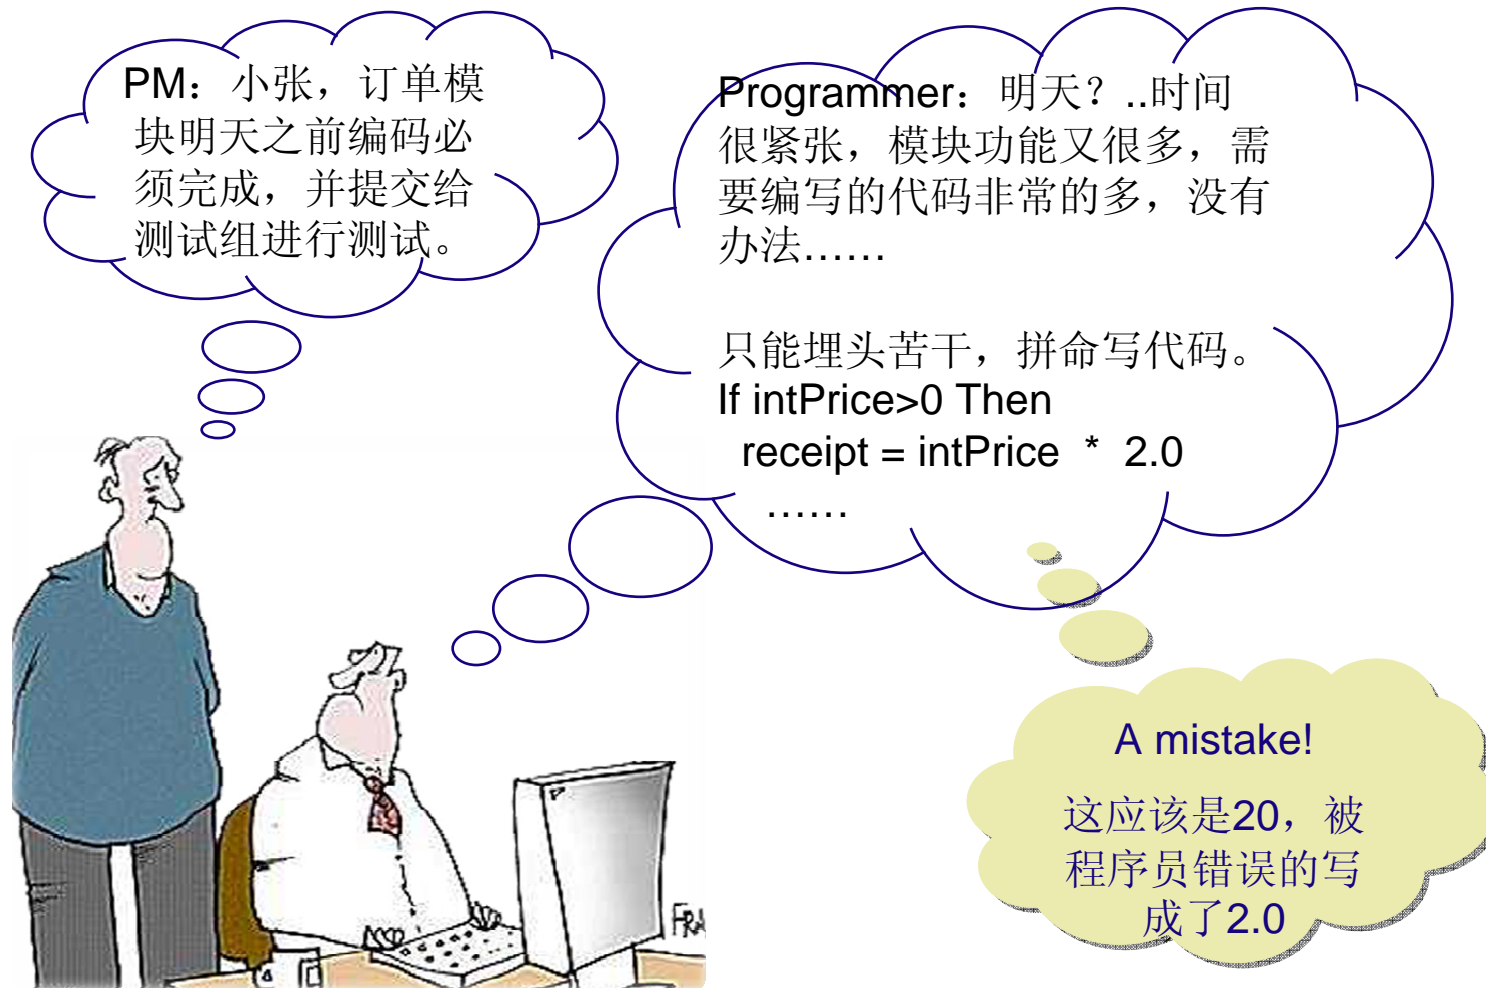 PM：小张，订单模
块明天之前编码必
须完成，并提交给
测试组进行测试。
Programmer：明天？..时间
很紧张，模块功能又很多，需
要编写的代码非常的多，没有
办法……
只能埋头苦干，拼命写代码。
If intPrice>0 Then
receipt = intPrice * 2.0
……
A mistake!
这应该是20，被
程序员错误的写
成了2.0